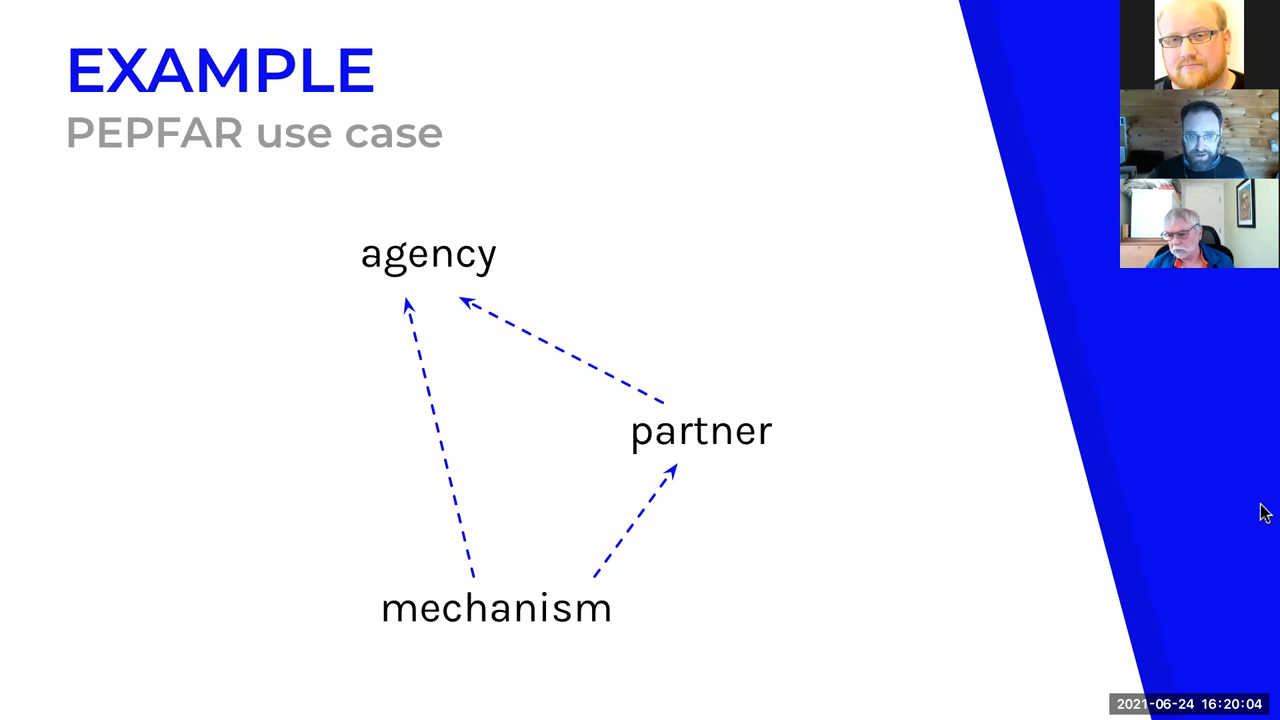 EXAMPLE
PEPFAR use case
agency
partner
mechanism
2021-06-24 16:20:04